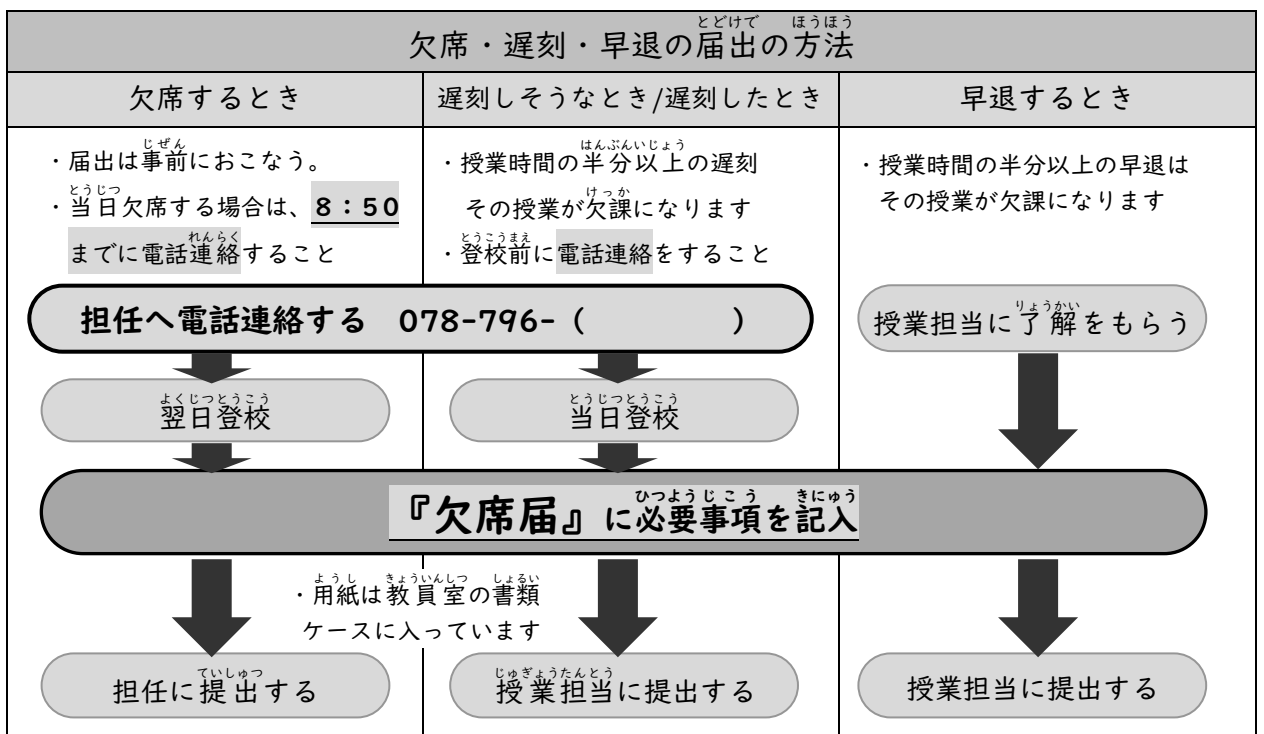 欠席・遅刻・早退の届出の方法
欠席するとき
遅刻しそうなとき/遅刻したとき
早退するとき
・届出は事前におこなう。
・当日欠席する場合は、8：50
までに電話連絡すること
・授業時間の半分以上の遅刻
その授業が欠課になります
・登校前に電話連絡をすること
・授業時間の半分以上の早退は
その授業が欠課になります
担任へ電話連絡する 078-796-（ ）
授業担当に了解をもらう
翌日登校
当日登校
『欠席届』に必要事項を記入
・用紙は教員室の書類
ケースに入っています
担任に提出する
授業担当に提出する
授業担当に提出する